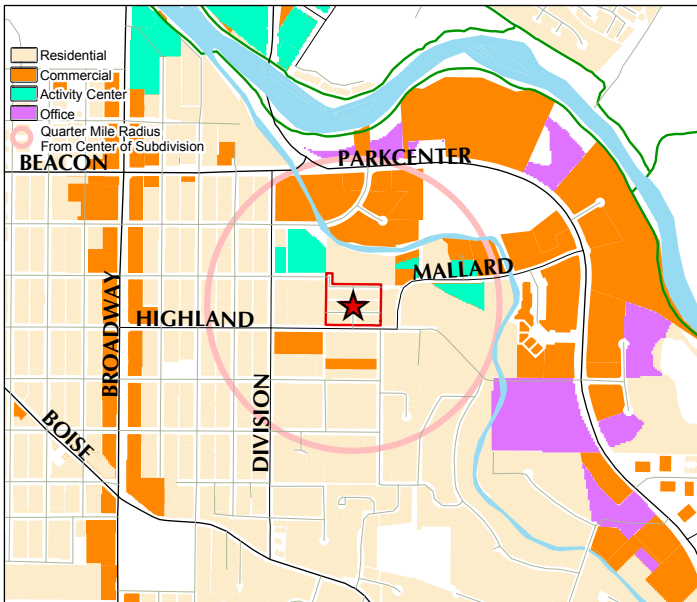 Residential
Commercial
Activity Center
Office
Quarter Mile Radius
From Center of Subdivision
BEACON
PARKCENTER
MALLARD
HIGHLAND
BROADWAY
DIVISION
BOISE